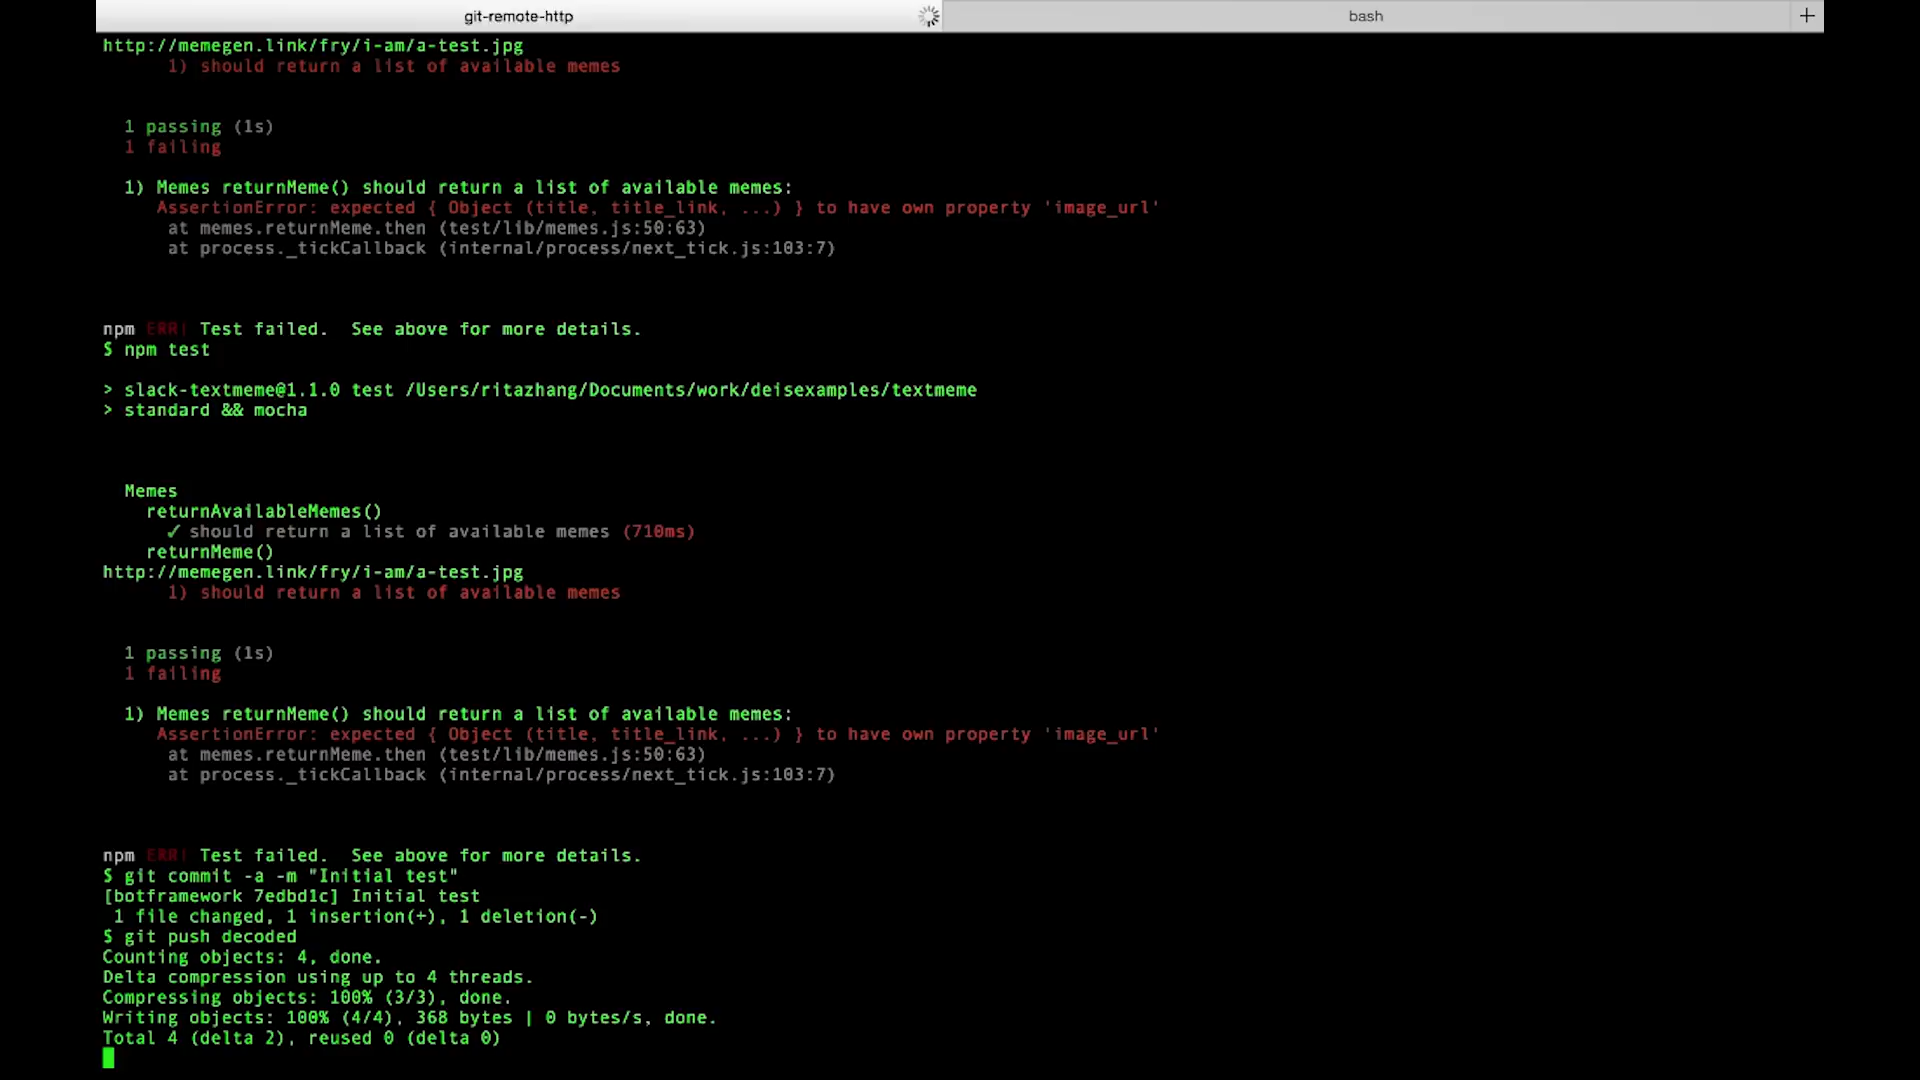 git-remote-http
bash
+
http://memegen.link/fry/i-am/a-test.jpg
1) should return a list of available memes
1 passing (1s)
1 failing
1) Memes returnMeme() should return a list of available memes:
AssertionError: expected { Object (title, title_link, ...) } to have own property 'image_url'
at memes.returnMeme.then (test/lib/memes.js:50:63)
at process._tickCallback (internal/process/next_tick.js:103:7)
npm ERR! Test failed.  See above for more details.
$ npm test
> slack-textmeme@1.1.0 test /Users/ritazhang/Documents/work/deisexamples/textmeme
> standard && mocha
Memes
returnAvailableMemes()
✓ should return a list of available memes (710ms)
returnMeme()
http://memegen.link/fry/i-am/a-test.jpg
1) should return a list of available memes
1 passing (1s)
1 failing
1) Memes returnMeme() should return a list of available memes:
AssertionError: expected { Object (title, title_link, ...) } to have own property 'image_url'
at memes.returnMeme.then (test/lib/memes.js:50:63)
at process._tickCallback (internal/process/next_tick.js:103:7)
npm ERR! Test failed.  See above for more details.
$ git commit -a -m "Initial test"
[botframework 7edbd1c] Initial test
1 file changed, 1 insertion(+), 1 deletion(-)
$ git push decoded
Counting objects: 4, done.
Delta compression using up to 4 threads.
Compressing objects: 100% (3/3), done.
Writing objects: 100% (4/4), 368 bytes | 0 bytes/s, done.
Total 4 (delta 2), reused 0 (delta 0)